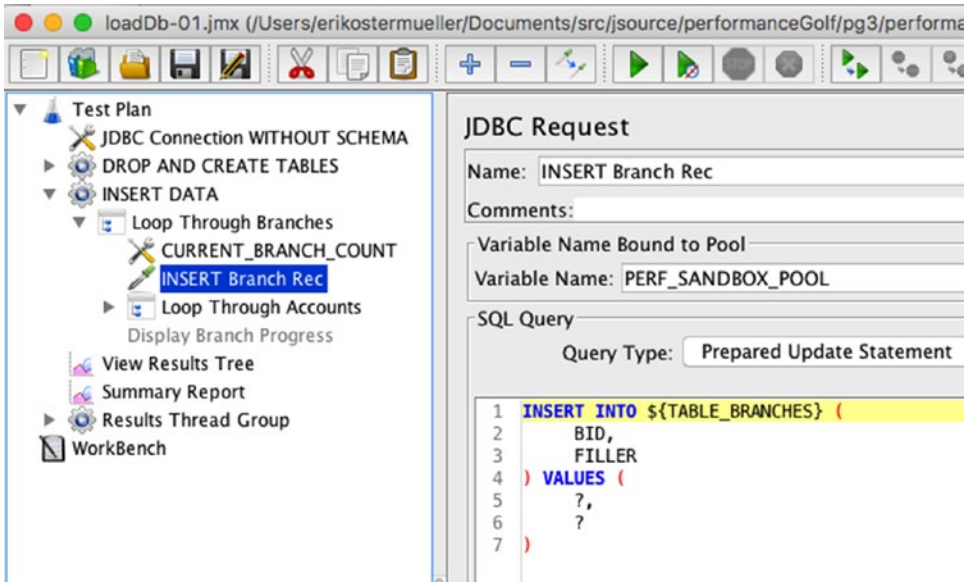 loadDb-01.jmx (/Users/erikostermueller/Documents/src/jsource/performanceGolf/pg3/performa
STOP
Test Plan
JDBC Connection WITHOUT SCHEMA
DROP AND CREATE TABLES
INSERT DATA
Loop Through Branches
CURRENT_BRANCH_COUNT
INSERT Branch Rec
Loop Through Accounts
Display Branch Progress
View Results Tree
Summary Report
Results Thread Group
WorkBench
JDBC Request
Name: INSERT Branch Rec
Comments:
Variable Name Bound to Pool
Variable Name: PERF_SANDBOX_POOL
SQL Query
Query Type: Prepared Update Statement
1 INSERT INTO ${TABLE_BRANCHES} (
2 BID,
3 FILLER
4 ) VALUES (
5 ?,
6 ?
7 )